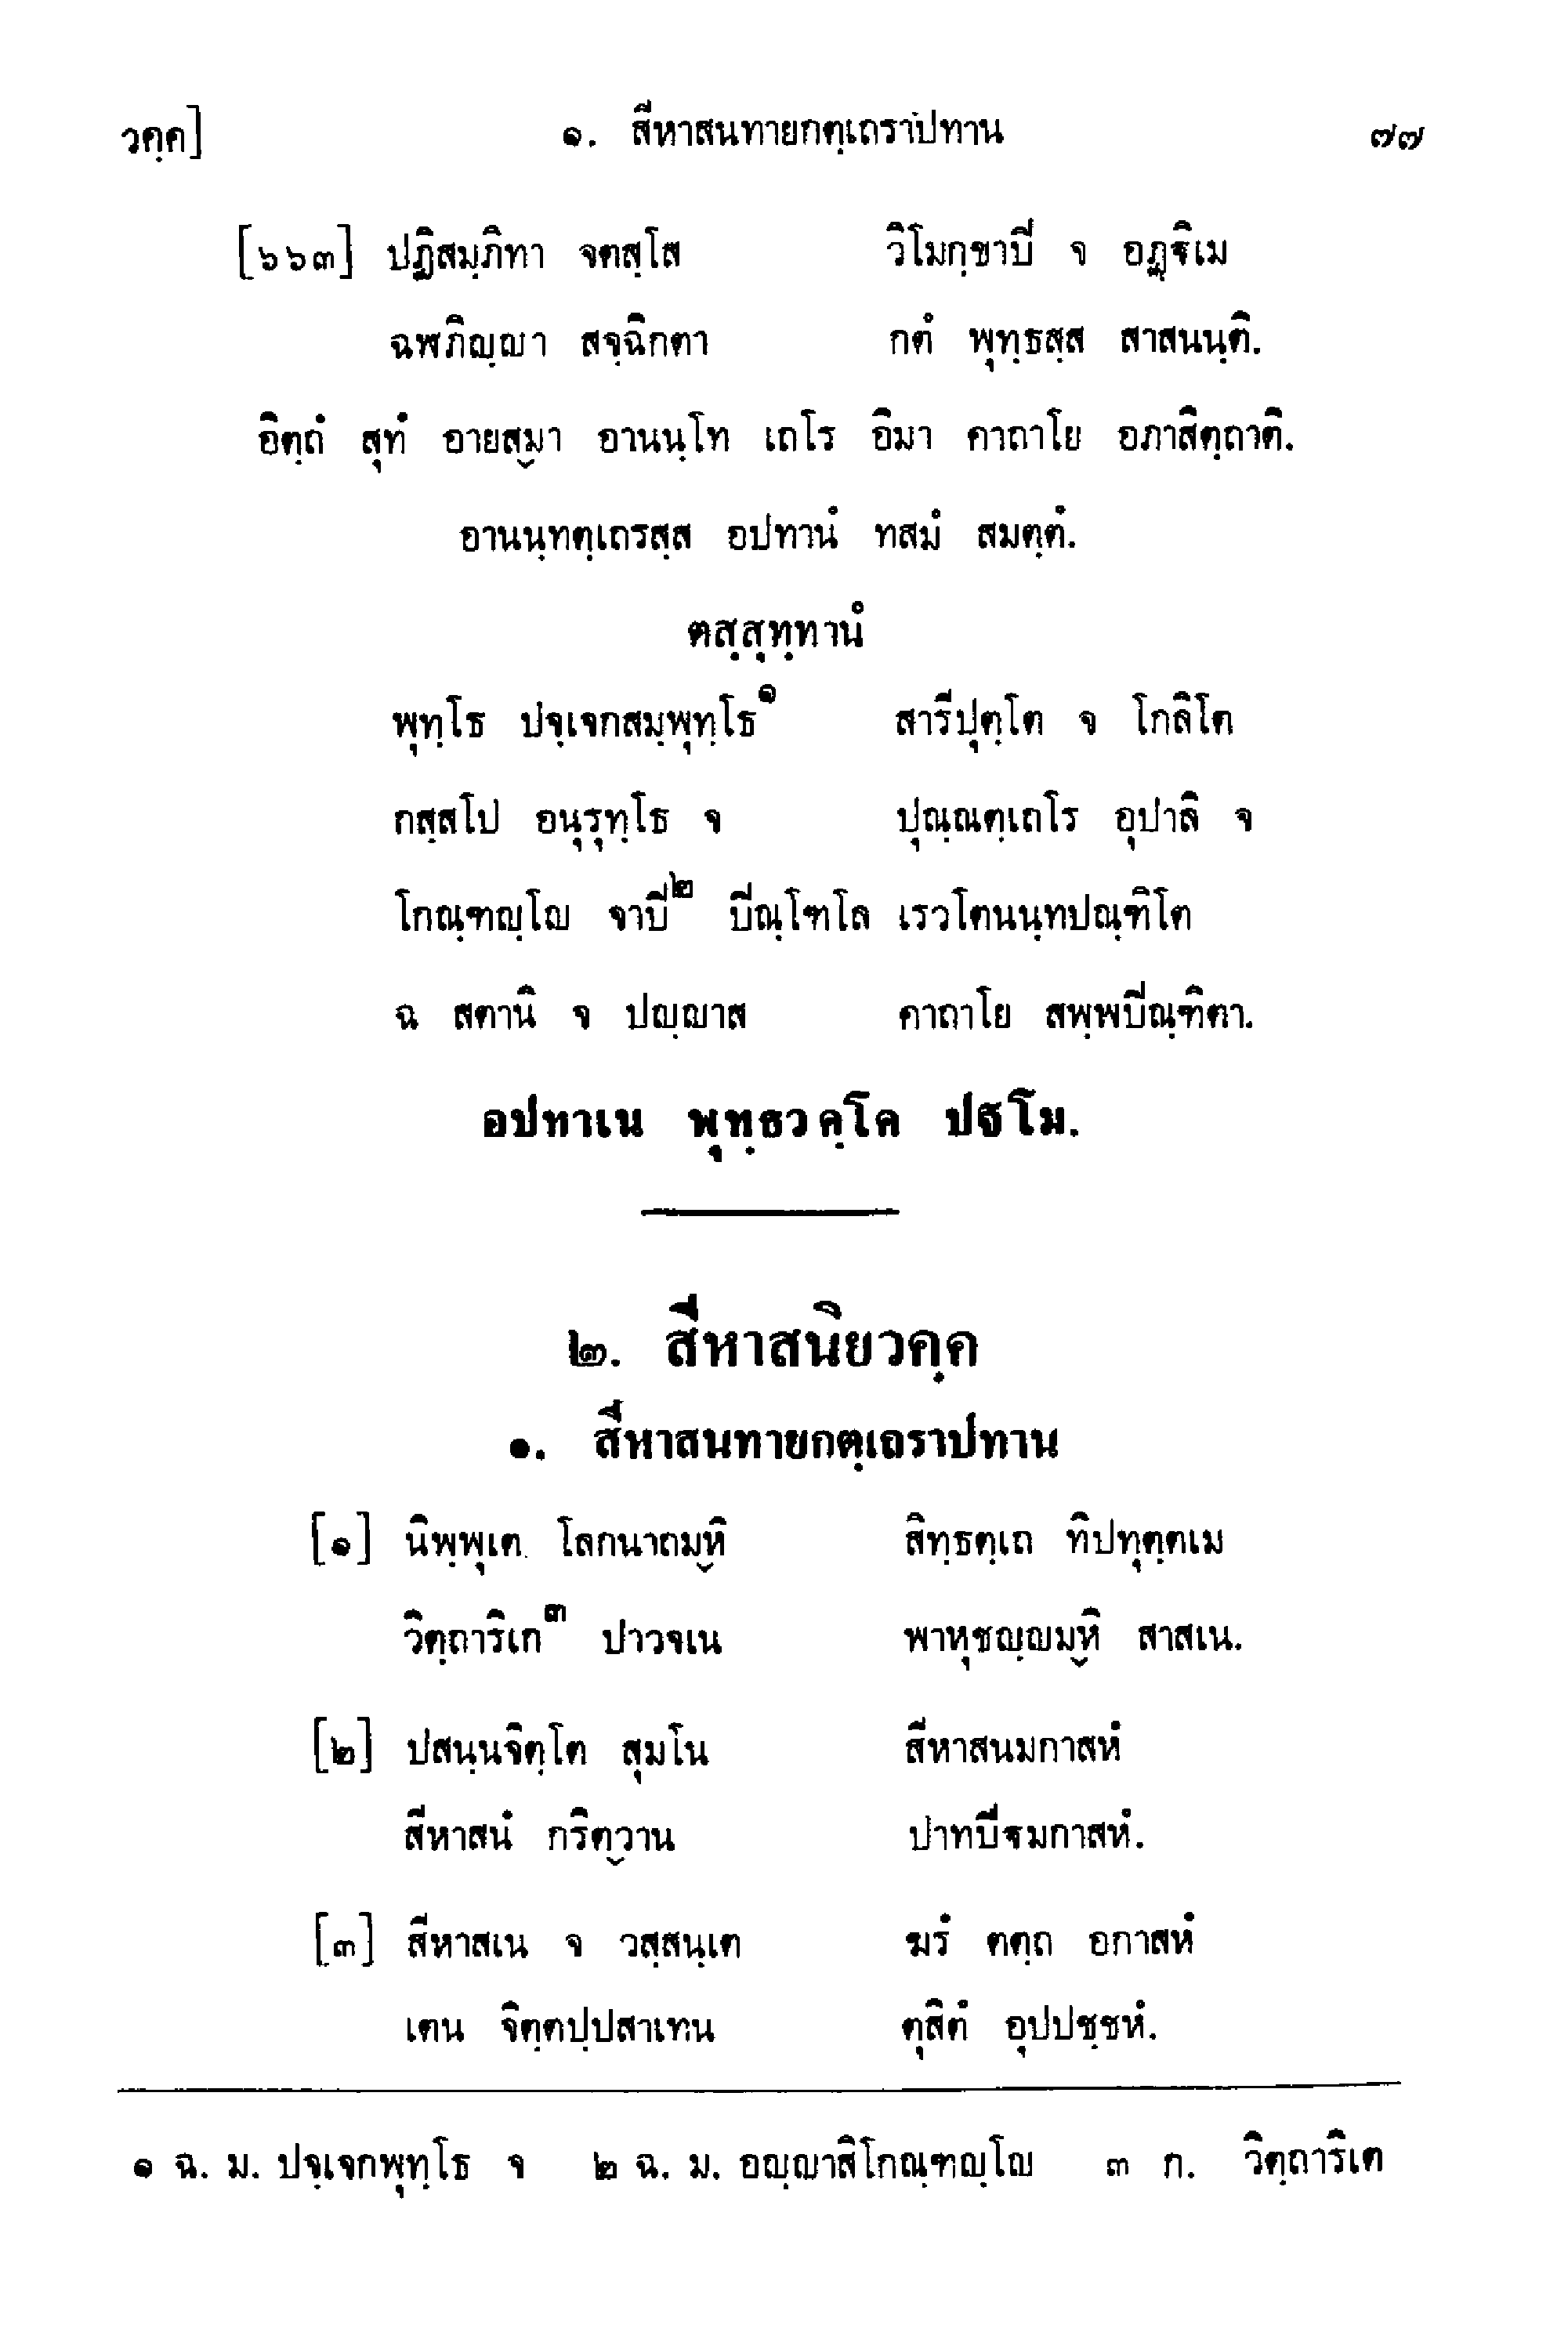 วคฺค] ๑. สีหาสนทายกตฺเถราปทาน ๗๗
[๖๖๓] ปฏิสมฺภิทา จตสฺโส วิโมกฺขาปิ จ อฏฺฐิเม
ฉฬภิญฺญา สจฺฉิกตา กตํ พุทฺธสฺส สาสนนฺติ.
อิตฺถํ สุทํ อายสฺมา อานนฺโท เถโร อิมา คาถาโย อภาสิตฺถาติ.
อานนฺทตฺเถรสฺส อปทานํ ทสมํ สมตฺตํ.
ตสฺสุทฺทานํ
พุทฺโธ ปจฺเจกสมฺพุทฺโธ๑ สารีปุตฺโต จ โกลิโต
กสฺสโป อนุรุทฺโธ จ ปุณฺณตฺเถโร อุปาลิ จ
โกณฺฑญฺโญ จาปิ๒ ปิณฺโฑโล เรวโตนนฺทปณฺฑิโต
ฉ สตานิ จ ปญฺญาส คาถาโย สพฺพปิณฺฑิตา.
อปทาเน พุทฺธวคฺโค ปฐโม.
๒. สีหาสนิยวคฺค
๑. สีหาสนทายกตฺเถราปทาน
[๑] นิพฺพุเต โลกนาถมฺหิ สิทฺธตฺเถ ทิปทุตฺตเม
วิตฺถาริเก๓ ปาวจเน พาหุชญฺญมฺหิ สาสเน.
[๒] ปสนฺนจิตฺโต สุมโน สีหาสนมกาสหํ
สีหาสนํ กริตฺวาน ปาทปีฐมกาสหํ.
[๓] สีหาสเน จ วสฺสนฺเต ฆรํ ตตฺถ อกาสหํ
เตน จิตฺตปฺปสาเทน ตุสิตํ อุปปชฺชหํ.
๑ ฉ. ม. ปจฺเจกพุทฺโธ จ ๒ ฉ. ม. อญฺญาสิโกณฺฑญฺโญ ๓ ก. วิตฺถาริเต